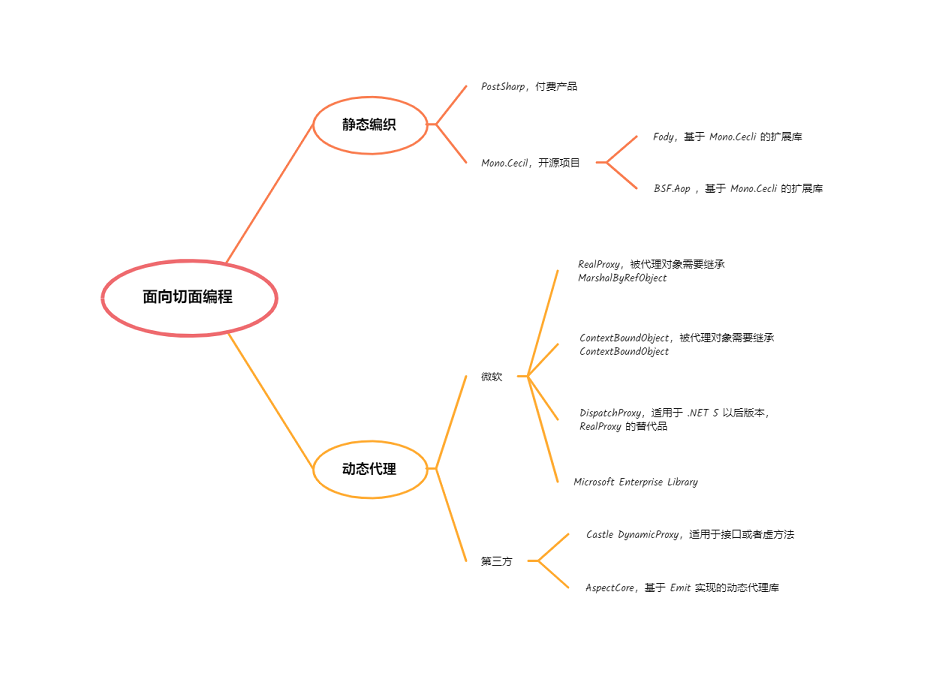 面向切面编程
静态编织
PostSharp，付费产品
Mono.Cecil，开源项目
Fody，基于 Mono.Cecli 的扩展库
BSF.Aop ，基于 Mono.Cecli 的扩展库
动态代理
微软
RealProxy，被代理对象需要继承
MarshalByRefObject
ContextBoundObject，被代理对象需要继承
ContextBoundObject
DispatchProxy，适用于 .NET 5 以后版本，
RealProxy 的替代品
Microsoft Enterprise Library
第三方
Castle DynamicProxy，适用于接口或者虚方法
AspectCore，基于 Emit 实现的动态代理库